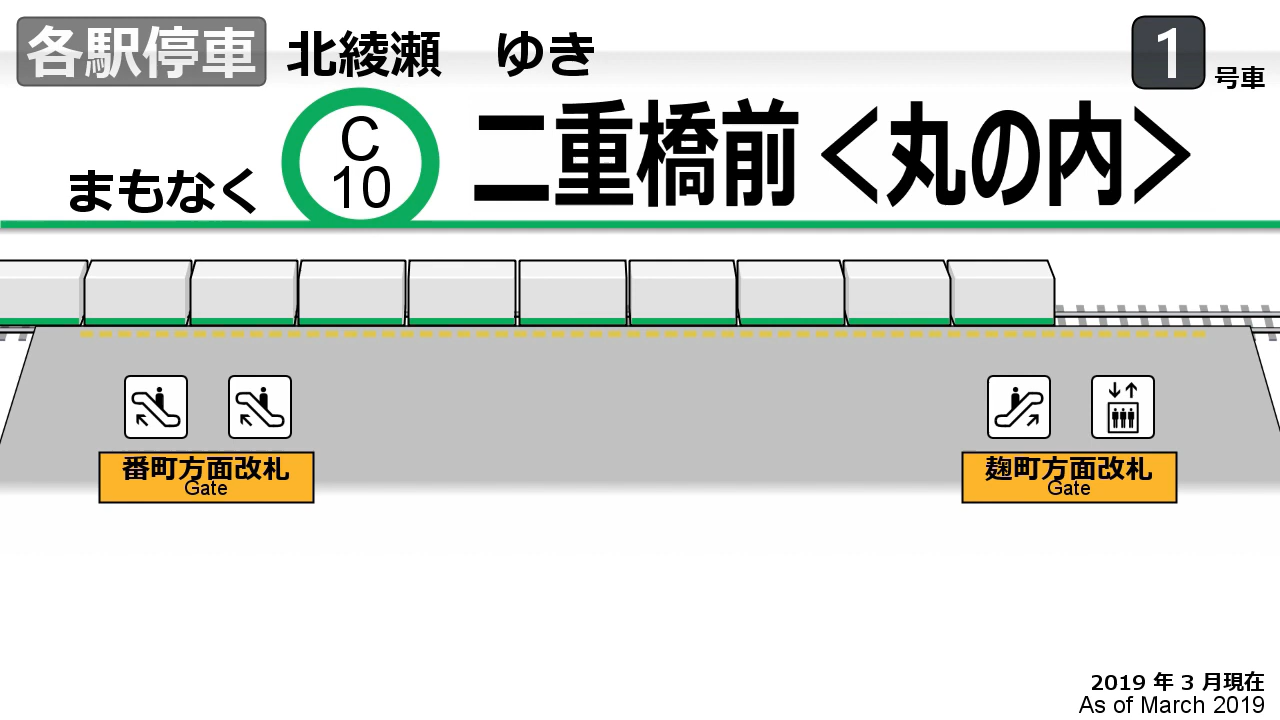 各駅停車 北綾瀬 ゆき
1 号車
まもなく C 10 二重橋前＜丸の内＞
番町方面改札
Gate
麹町方面改札
Gate
2019 年 3 月現在
As of March 2019